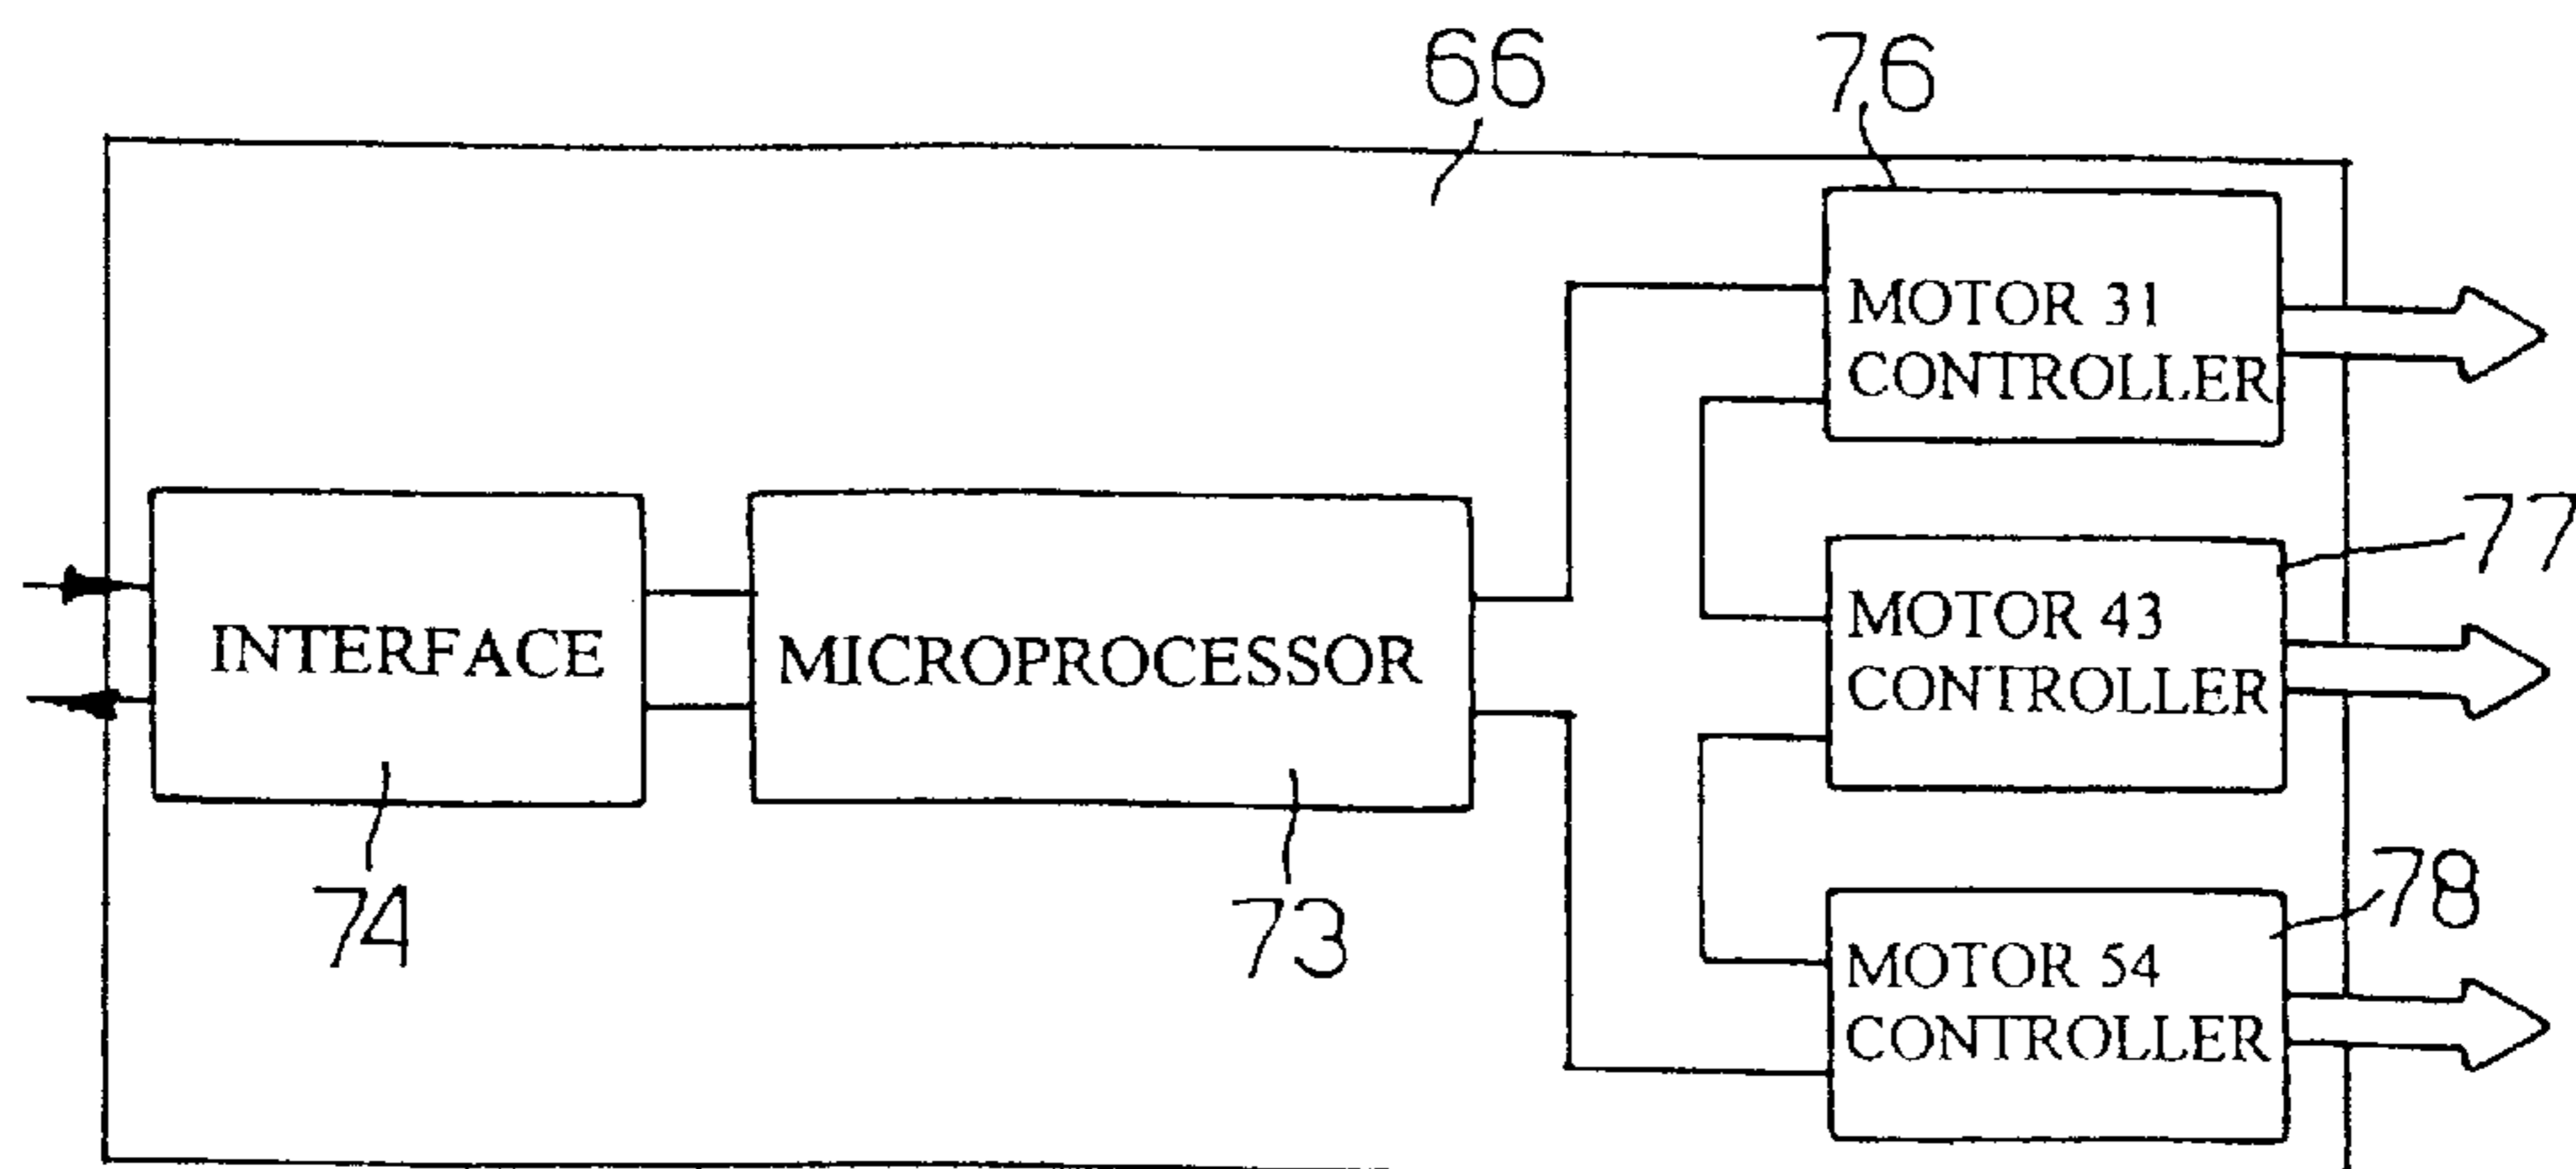 66
76
MOTOR 31
CONTROLLER
77
INTERFACE
MICROPROCESSOR
MOTOR 43
CONTROLLER
74
73
78
MOTOR 54
CONTROLLER